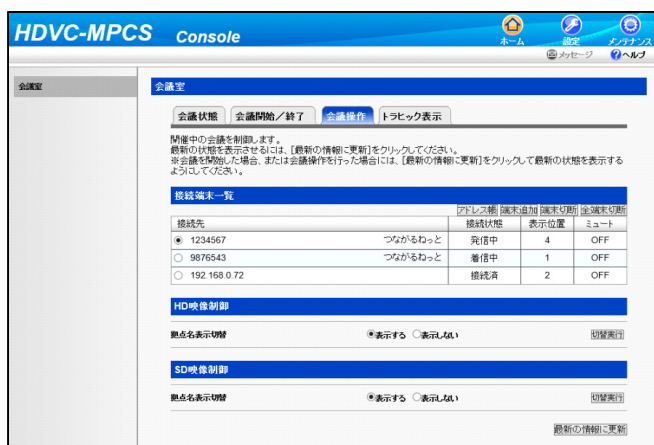 HDVC-MPCS Console
ホーム 設定 メンテナンス
メッセージ ヘルプ
会議室
会議室
会議状態 会議開始／終了 会議操作 トラヒック表示
開催中の会議を制御します。
最新の状態を表示させるには、[最新の情報に更新]をクリックしてください。
※会議を開始した場合、または会議操作を行った場合には、[最新の情報に更新]をクリックして最新の状態を表示する
ようにしてください。
接続端末一覧
アドレス帳 端末追加 端末切断 全端末切断
接続先 接続状態 表示位置 ミュート
1234567 つながるねっと 発信中 4 OFF
9876543 つながるねっと 着信中 1 OFF
192.168.0.72 接続済 2 OFF
HD映像制御
拠点名表示切替 表示する 表示しない 切替実行
SD映像制御
拠点名表示切替 表示する 表示しない 切替実行
最新の情報に更新